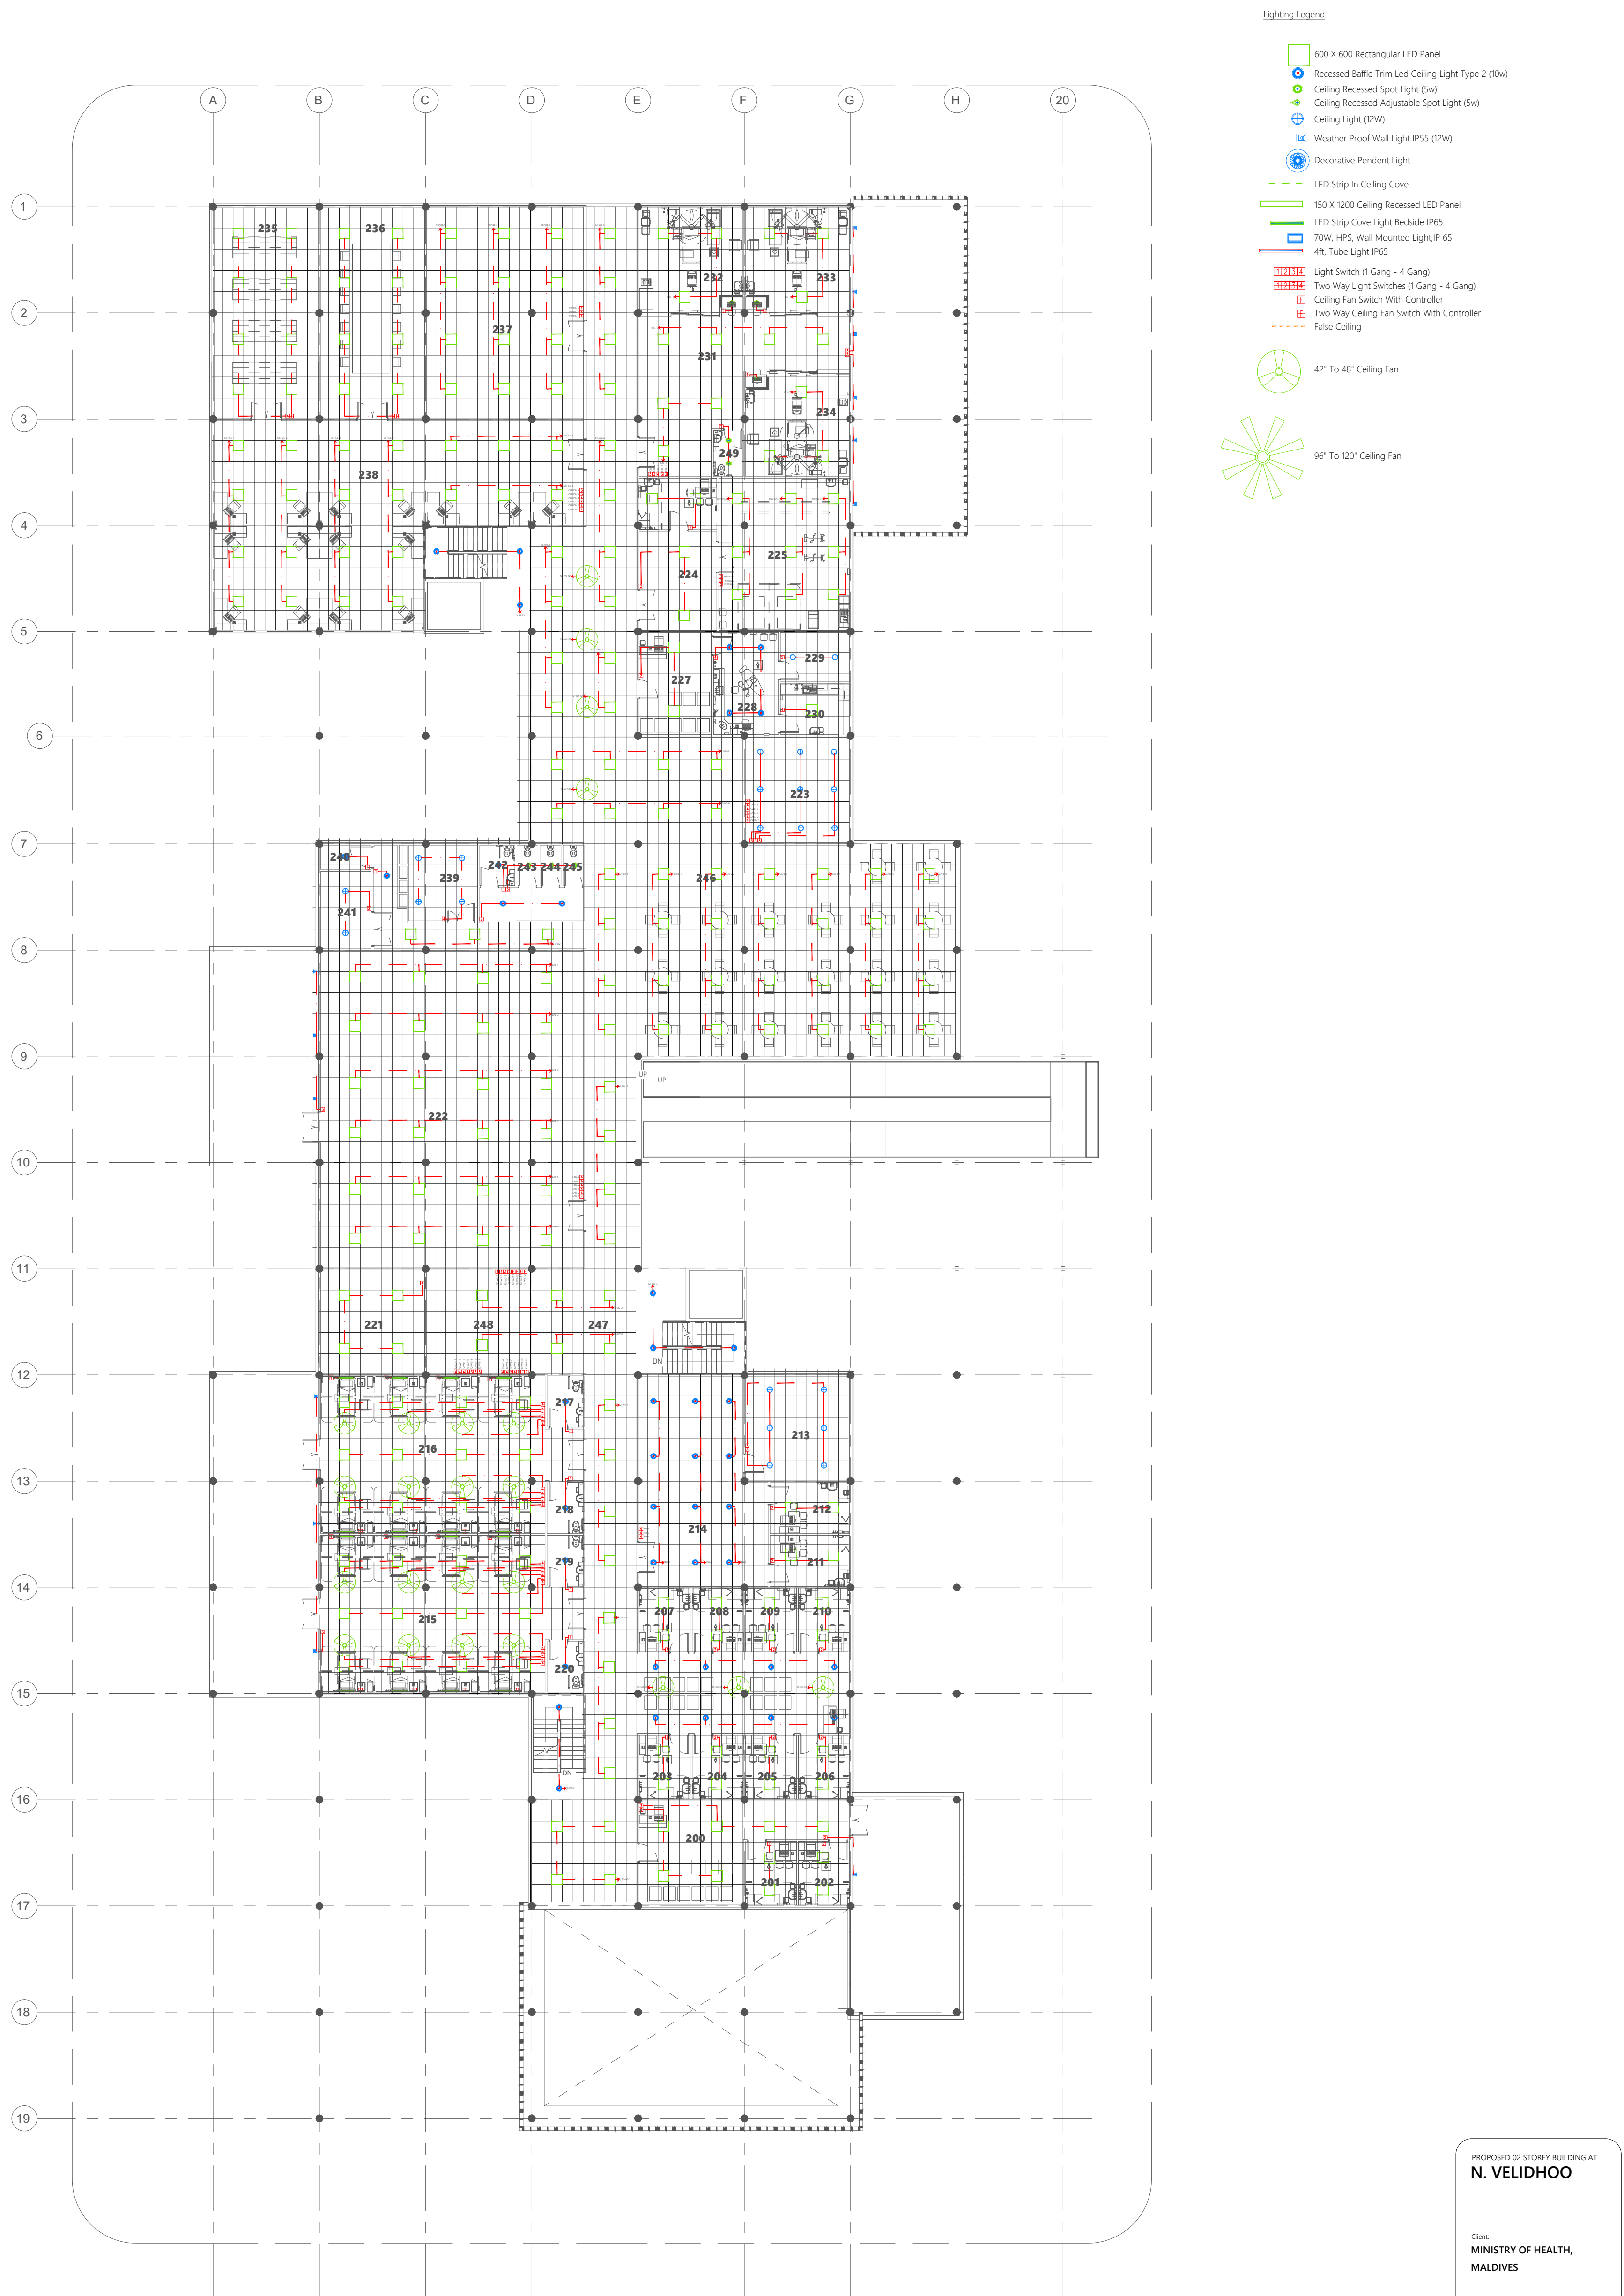 Lighting Legend
600 X 600 Rectangular LED Panel
Recessed Baffle Trim Led Ceiling Light Type 2 (10w)
Ceiling Recessed Spot Light (5w)
Ceiling Recessed Adjustable Spot Light (5w)
Ceiling Light (12W)
Weather Proof Wall Light IP55 (12W)
Decorative Pendent Light
LED Strip In Ceiling Cove
150 X 1200 Ceiling Recessed LED Panel
LED Strip Cove Light Bedside IP65
70W, HPS, Wall Mounted Light,IP 65
4ft, Tube Light IP65
1 2 3 4 Light Switch (1 Gang - 4 Gang)
1 2 3 4 Two Way Light Switches (1 Gang - 4 Gang)
F Ceiling Fan Switch With Controller
F Two Way Ceiling Fan Switch With Controller
False Ceiling
42" To 48" Ceiling Fan
96" To 120" Ceiling Fan
A B C D E F G H 20
1
235 236
232 233
2
237
231
234
3
249
238
4
225
224
5
229
227
228
230
6
223
7
240
242 243 244 245
239
246
241
8
9
UP
UP
222
10
11
221 248 247
DN
12
217
213
216
13
218
212
214
219
211
14
207 208 209 210
215
220
15
DN
203 204 205 206
16
200
201 202
17
18
19
PROPOSED 02 STOREY BUILDING AT
N. VELIDHOO
Client:
MINISTRY OF HEALTH,
MALDIVES